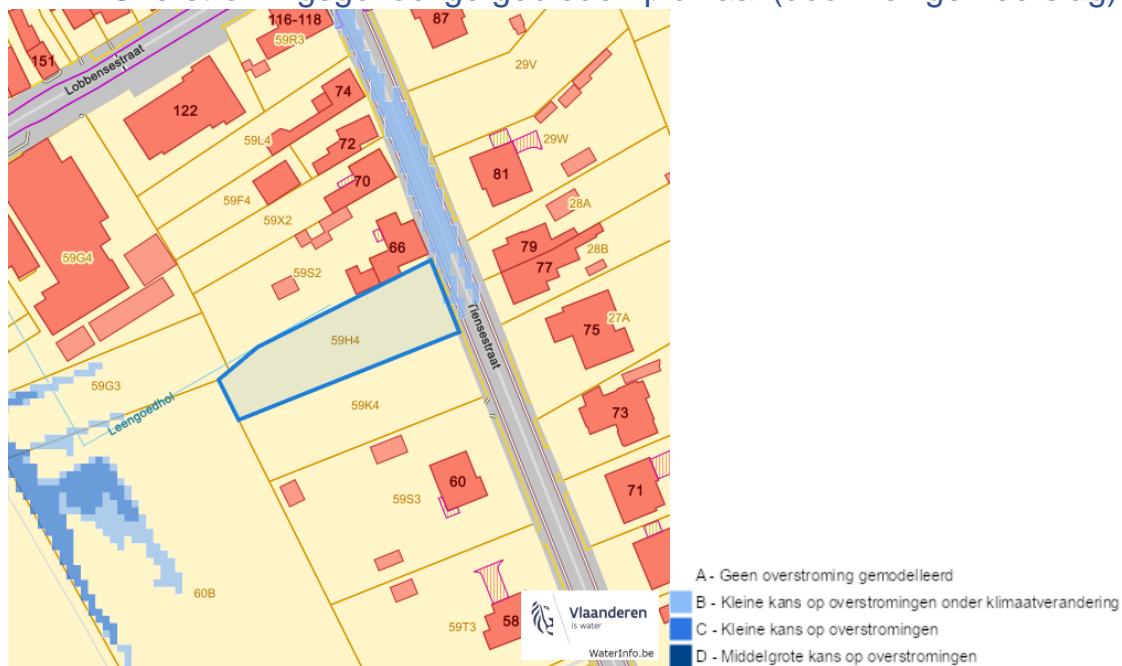 116-118
87
59R3
151
Lobbensestraat
29V
74
122
59L4
72
29W
81
70
59F4
28A
59X2
79
66
28B
59G4
77
59S2
27A
75
Tiensestraat
59H4
59G3
Leengoedhol
59K4
73
60
71
59S3
60B
59T3
58
Vlaanderen
is water
WaterInfo.be
A - Geen overstroming gemodelleerd
B - Kleine kans op overstromingen onder klimaatverandering
C - Kleine kans op overstromingen
D - Middelgrote kans op overstromingen